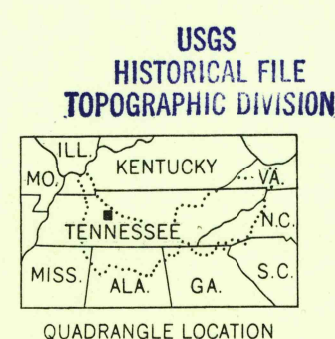 USGS
HISTORICAL FILE
TOPOGRAPHIC DIVISION
ILL.
MO.
KENTUCKY
VA.
TENNESSEE
N.C.
MISS.
ALA.
GA.
S.C.
QUADRANGLE LOCATION